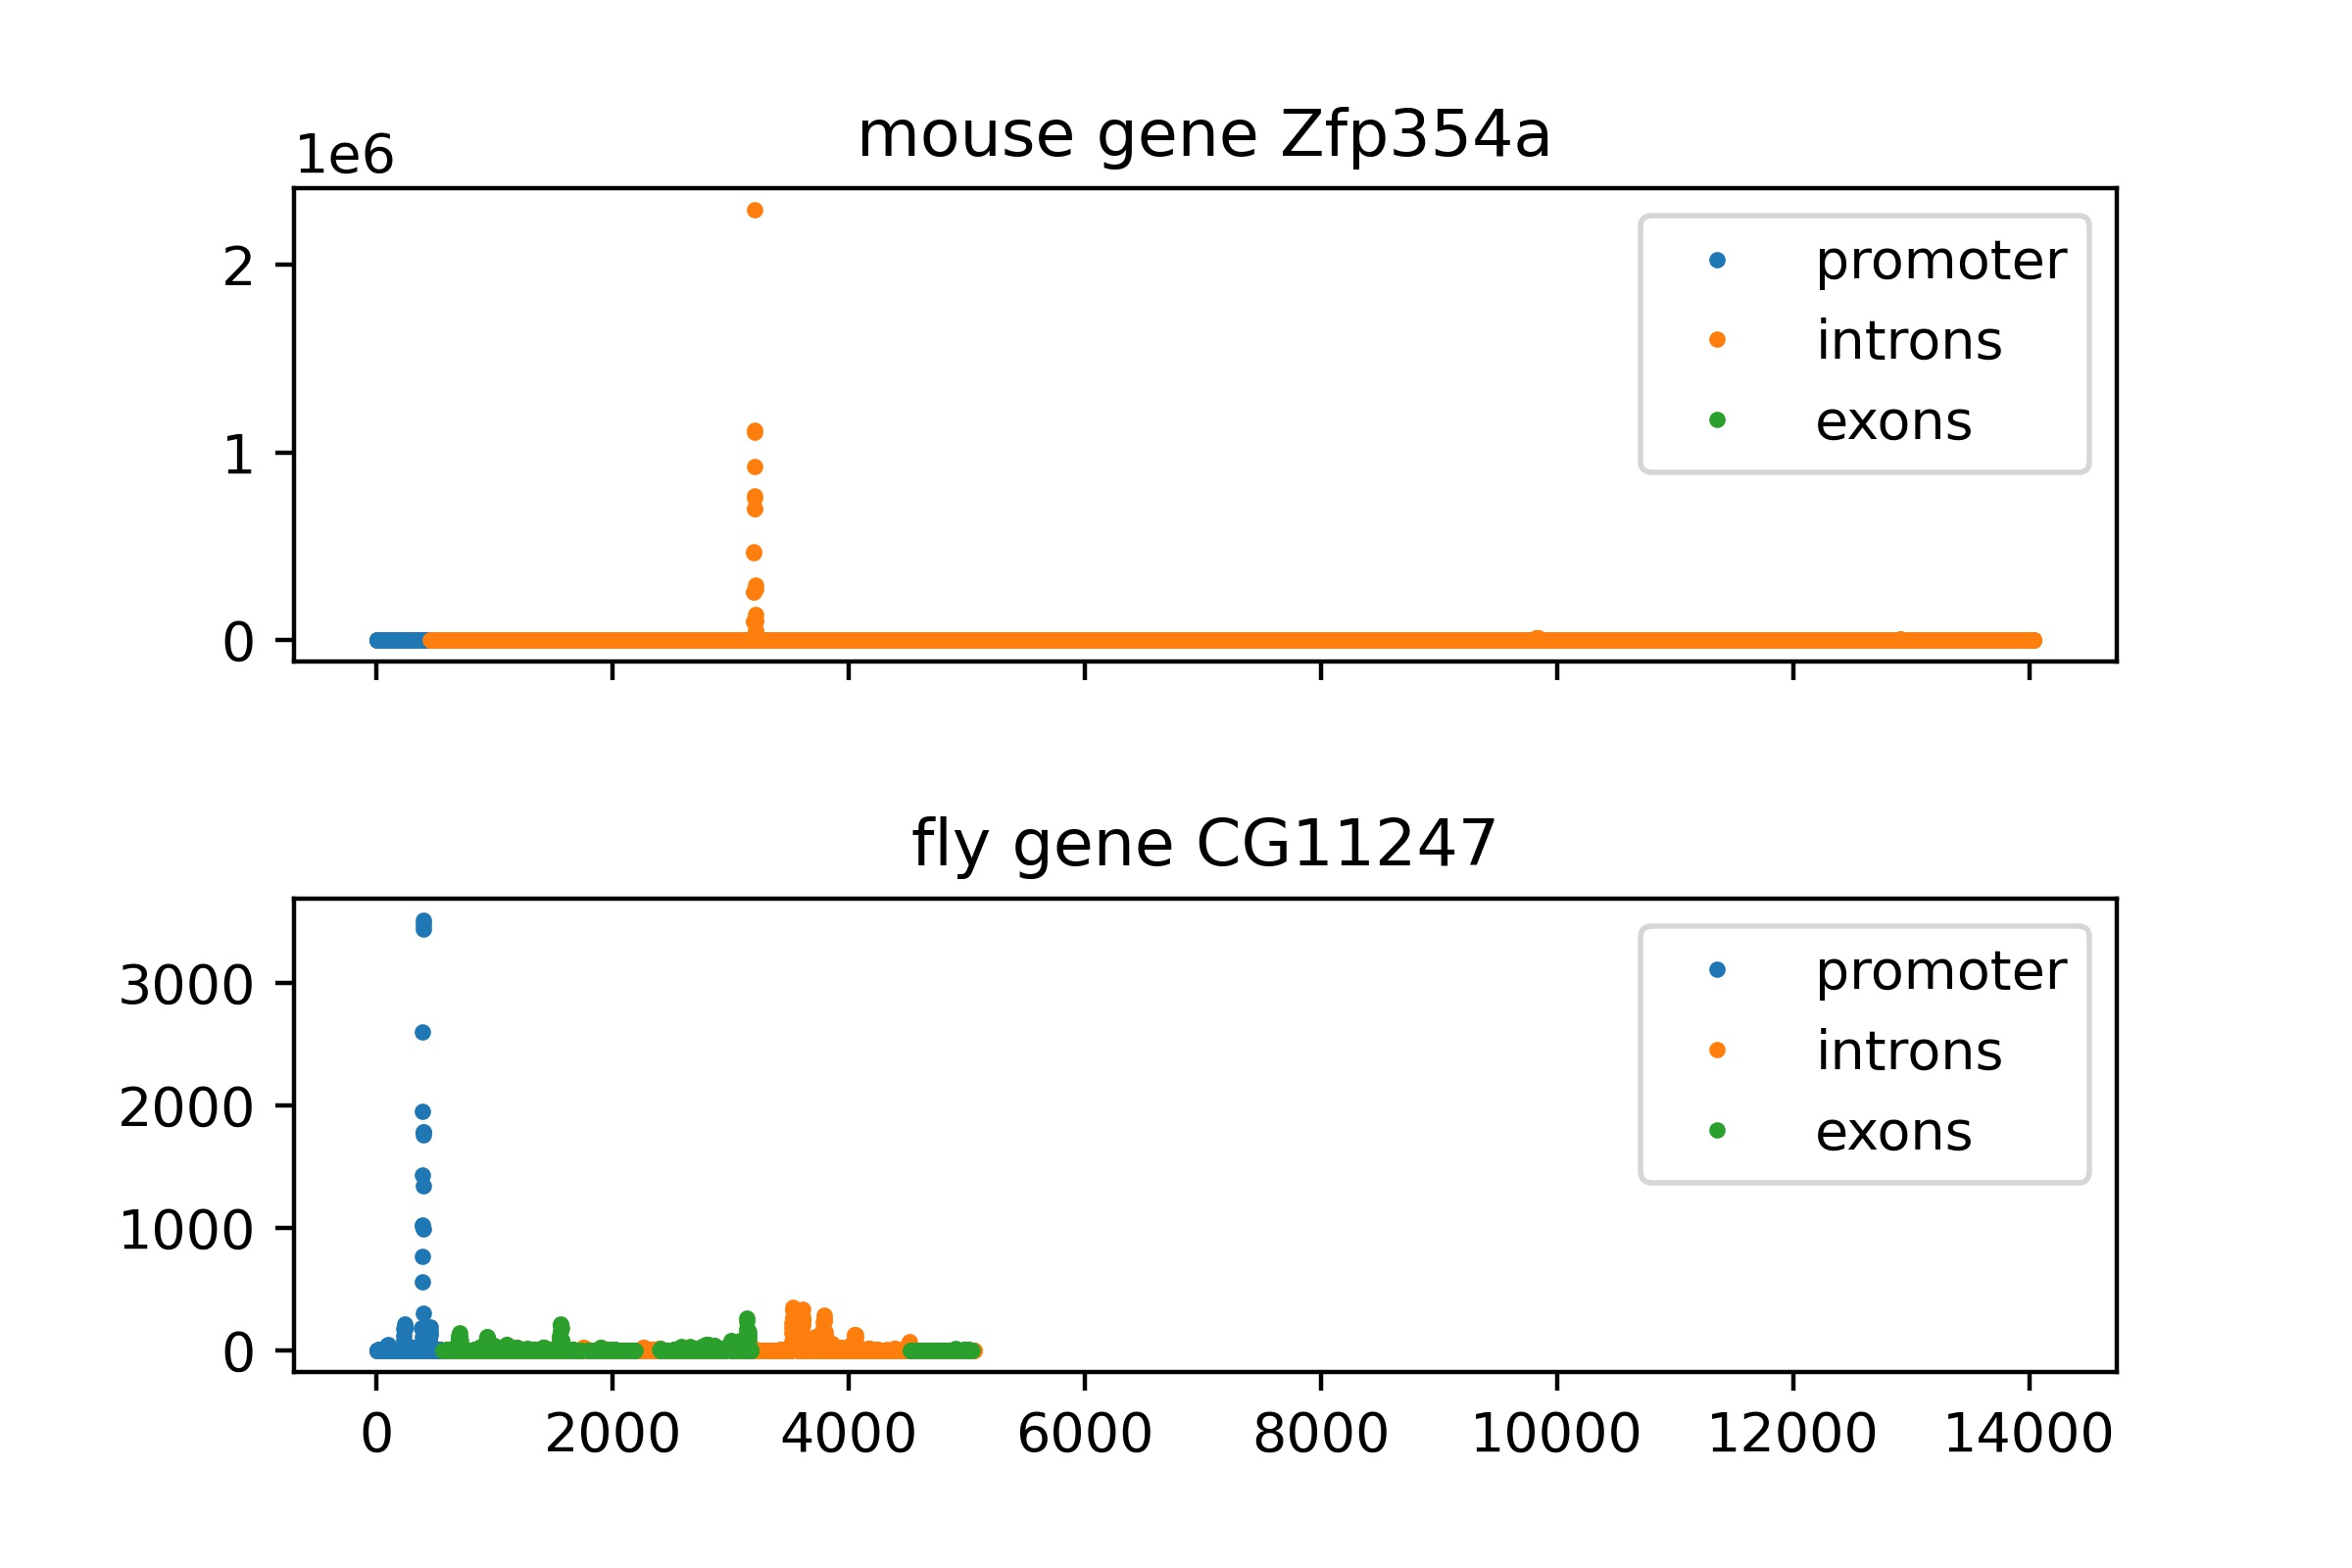 mouse gene Zfp354a
1e6
2
1
0
promoter
introns
exons
fly gene CG11247
3000
2000
1000
0
promoter
introns
exons
0 2000 4000 6000 8000 10000 12000 14000